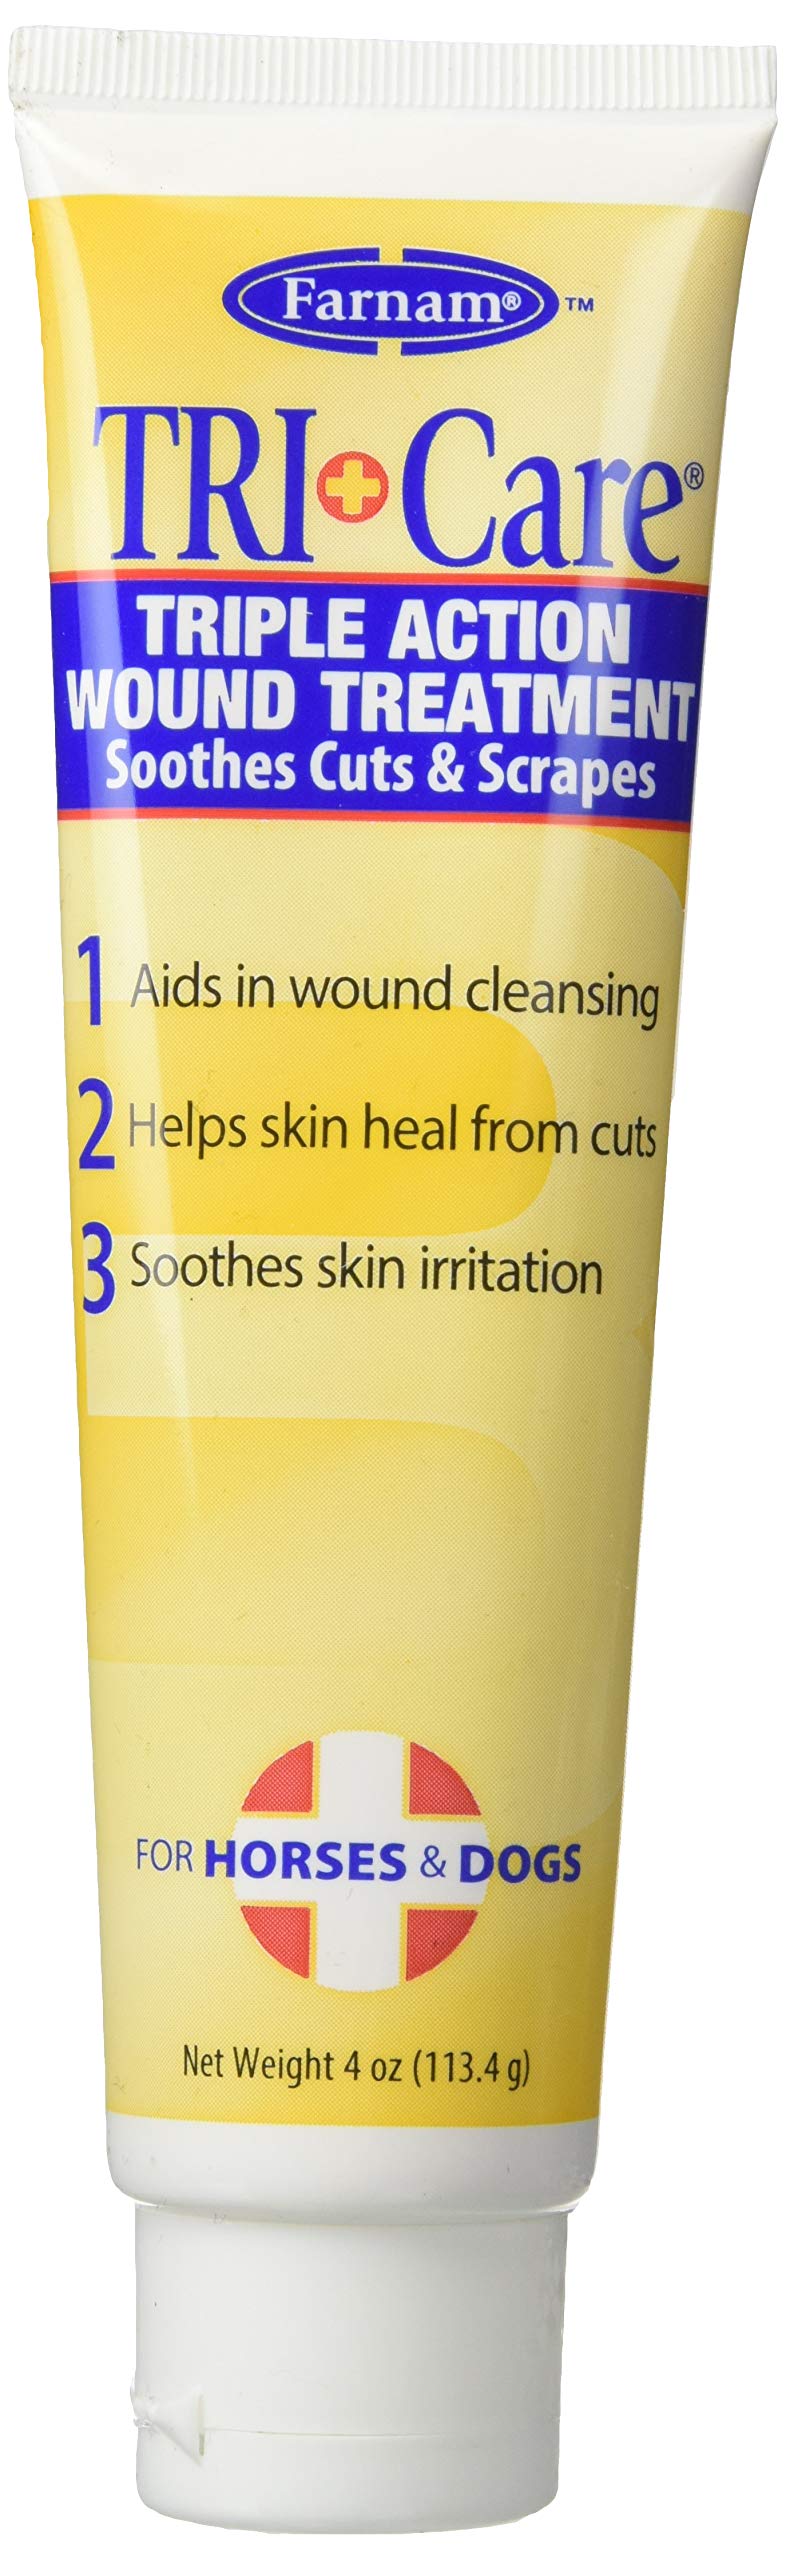 Farnam® ™
TRI+Care®
TRIPLE ACTION
WOUND TREATMENT
Soothes Cuts & Scrapes
1 Aids in wound cleansing
2 Helps skin heal from cuts
3 Soothes skin irritation
FOR HORSES & DOGS
Net Weight 4 oz (113.4 g)